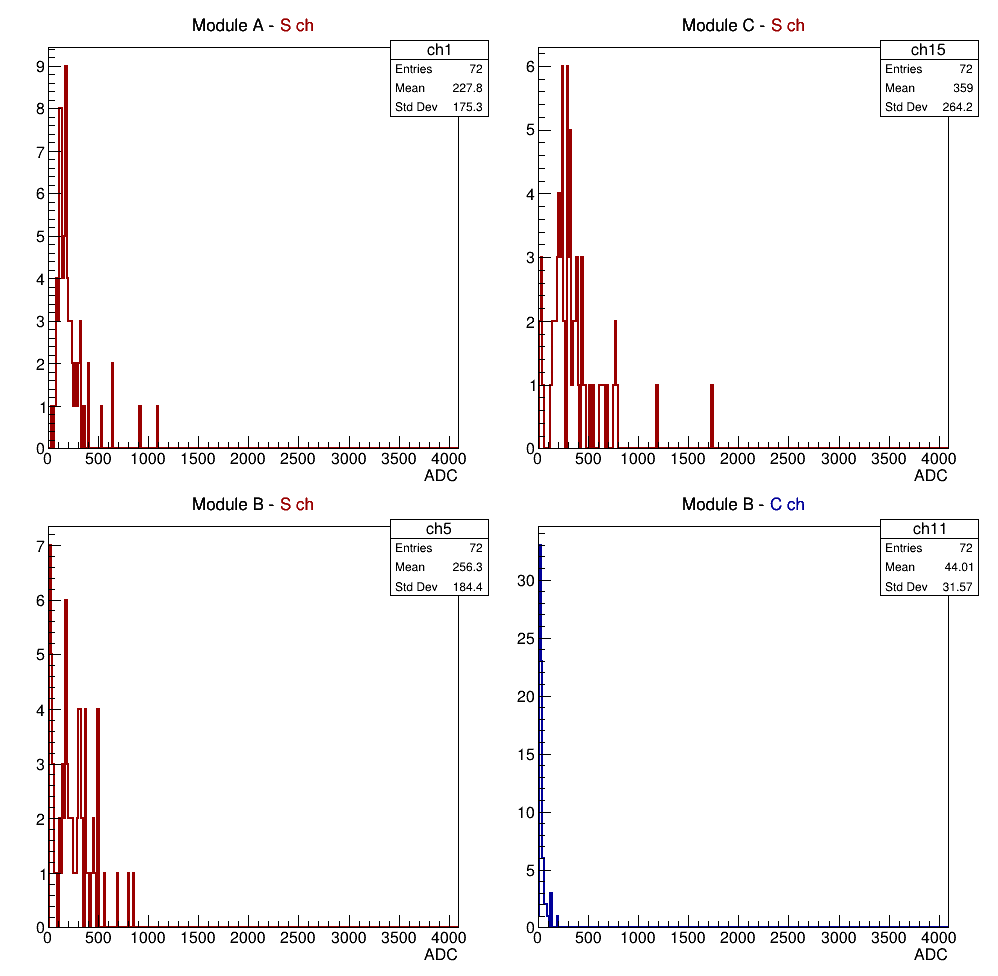 Module A - S ch
ch1
Entries 72
Mean 227.8
Std Dev 175.3
9
8
7
6
5
4
3
2
1
0
0 500 1000 1500 2000 2500 3000 3500 4000
ADC
Module C - S ch
ch15
Entries 72
Mean 359
Std Dev 264.2
6
5
4
3
2
1
0
0 500 1000 1500 2000 2500 3000 3500 4000
ADC
Module B - S ch
ch5
Entries 72
Mean 256.3
Std Dev 184.4
7
6
5
4
3
2
1
0
0 500 1000 1500 2000 2500 3000 3500 4000
ADC
Module B - C ch
ch11
Entries 72
Mean 44.01
Std Dev 31.57
30
25
20
15
10
5
0
0 500 1000 1500 2000 2500 3000 3500 4000
ADC